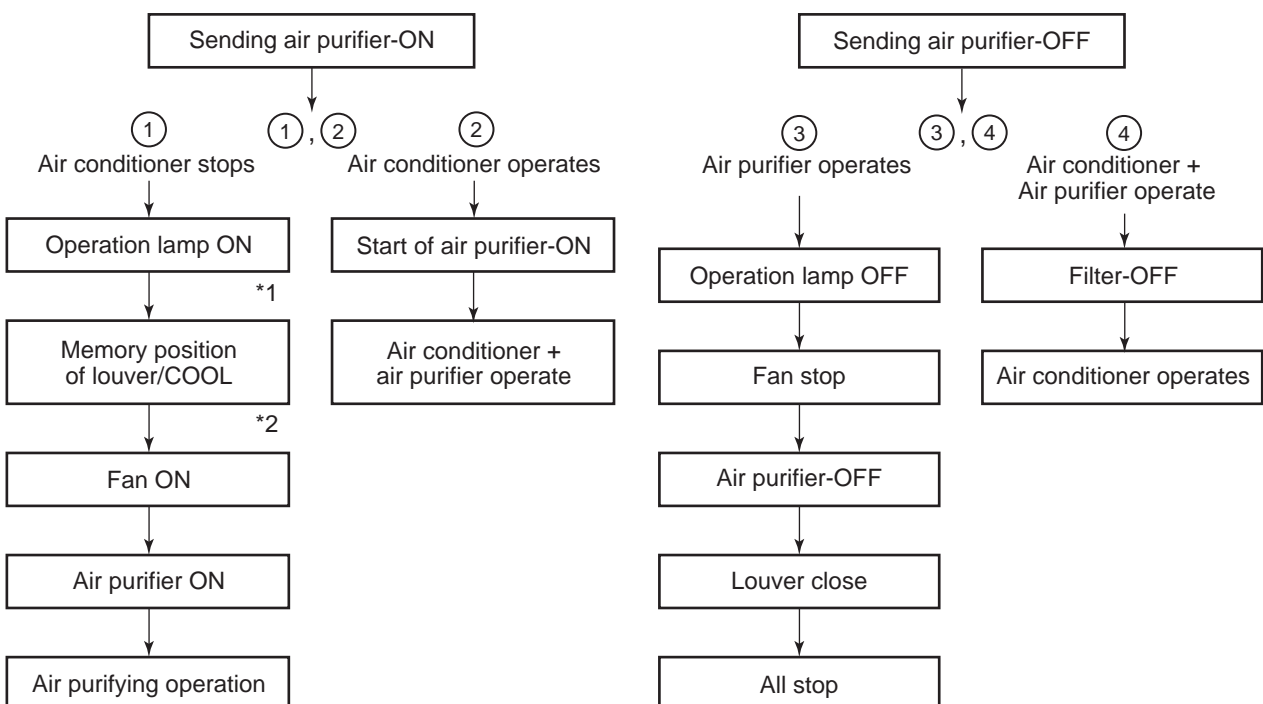 Sending air purifier-ON
1
1 , 2
2
Air conditioner stops
Air conditioner operates
Operation lamp ON
Start of air purifier-ON
*1
Memory position
of louver/COOL
Air conditioner +
air purifier operate
*2
Fan ON
Air purifier ON
Air purifying operation
Sending air purifier-OFF
3
3 , 4
4
Air purifier operates
Air conditioner +
Air purifier operate
Operation lamp OFF
Filter-OFF
Fan stop
Air conditioner operates
Air purifier-OFF
Louver close
All stop